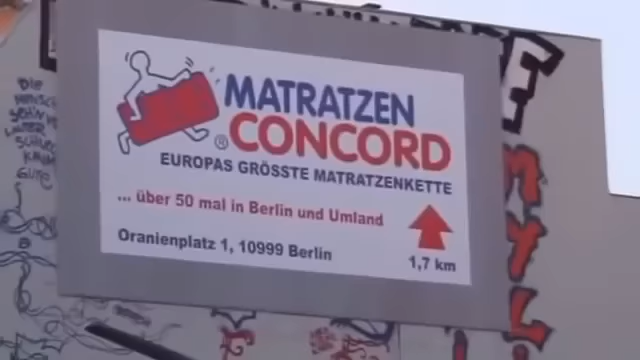 MATRATZEN
®CONCORD
EUROPAS GRÖSSTE MATRATZENKETTE
... über 50 mal in Berlin und Umland
Oranienplatz 1, 10999 Berlin
1,7 km
DIE